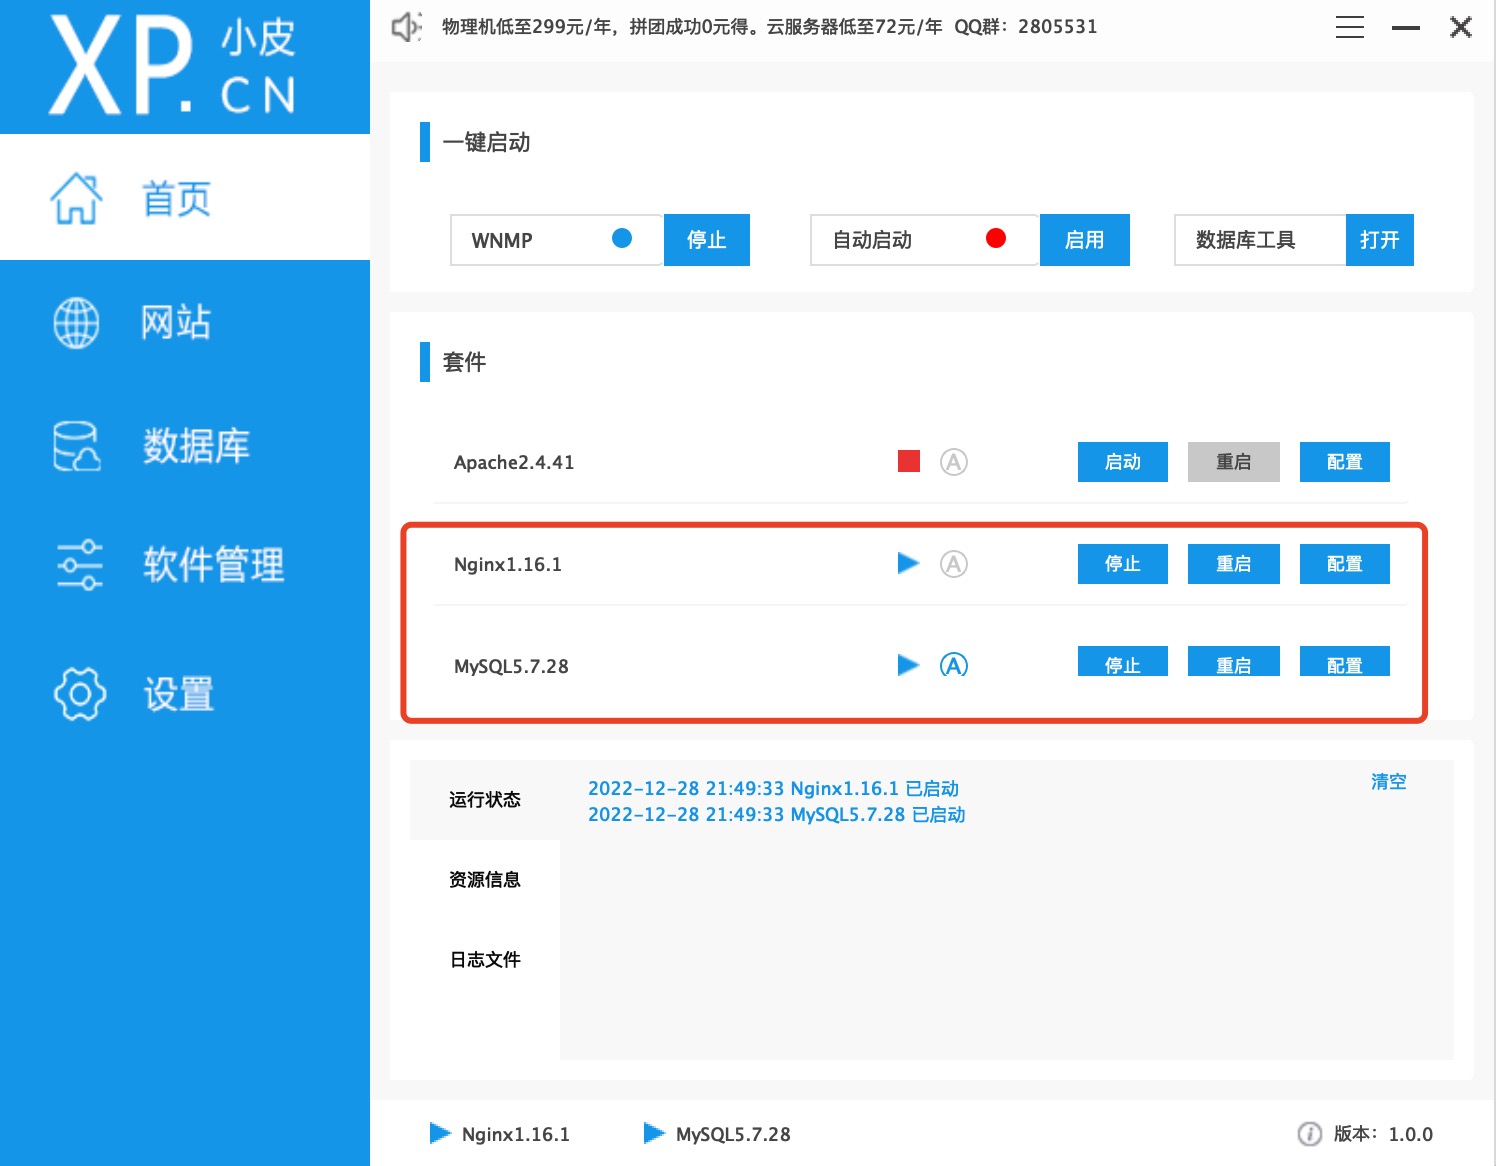 XP.小皮
CN
物理机低至299元/年，拼团成功0元得。云服务器低至72元/年 QQ群：2805531
首页
网站
数据库
软件管理
设置
一键启动
WNMP 停止 自动启动 启用 数据库工具 打开
套件
Apache2.4.41 A 启动 重启 配置
Nginx1.16.1 A 停止 重启 配置
MySQL5.7.28 A 停止 重启 配置
运行状态
资源信息
日志文件
2022-12-28 21:49:33 Nginx1.16.1 已启动
2022-12-28 21:49:33 MySQL5.7.28 已启动
清空
Nginx1.16.1 MySQL5.7.28 版本：1.0.0